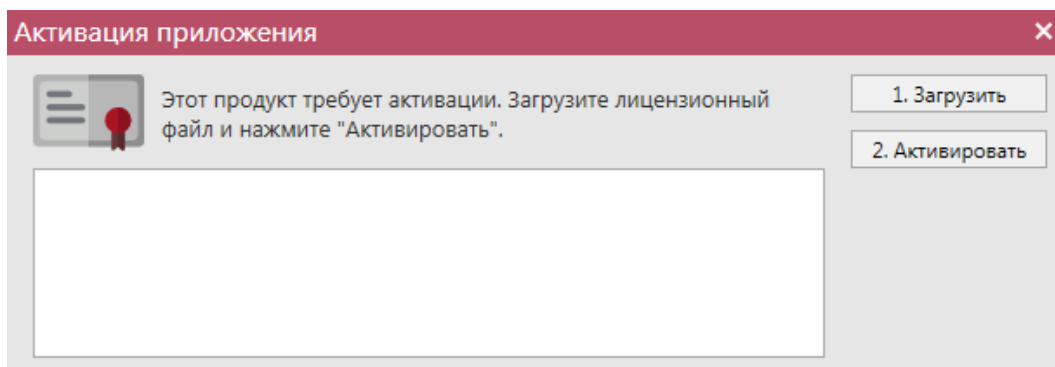 Активация приложения
Этот продукт требует активации. Загрузите лицензионный
файл и нажмите "Активировать".
1. Загрузить
2. Активировать